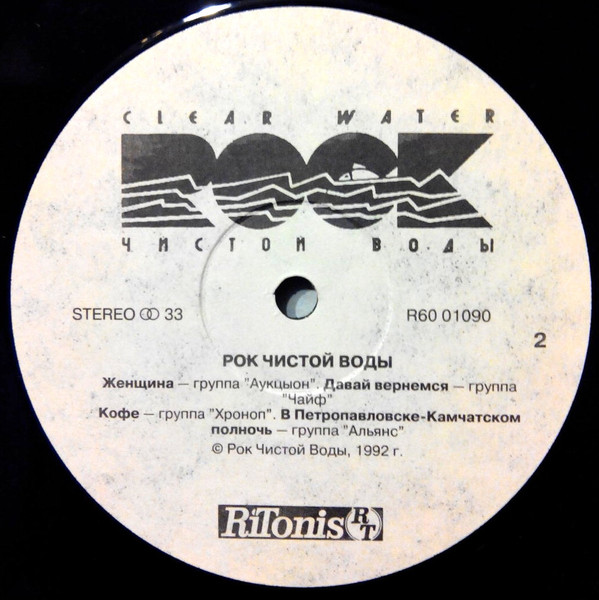 CLEAR WATER
ROCK
ЧИСТОЙ ВОДЫ
STEREO 33
R60 01090
2
РОК ЧИСТОЙ ВОДЫ
Женщина — группа "Аукцыон". Давай вернемся — группа
"Чайф"
Кофе — группа "Хроноп". В Петропавловске-Камчатском
полночь — группа "Альянс"
© Рок Чистой Воды, 1992 г.
RiTonis RT